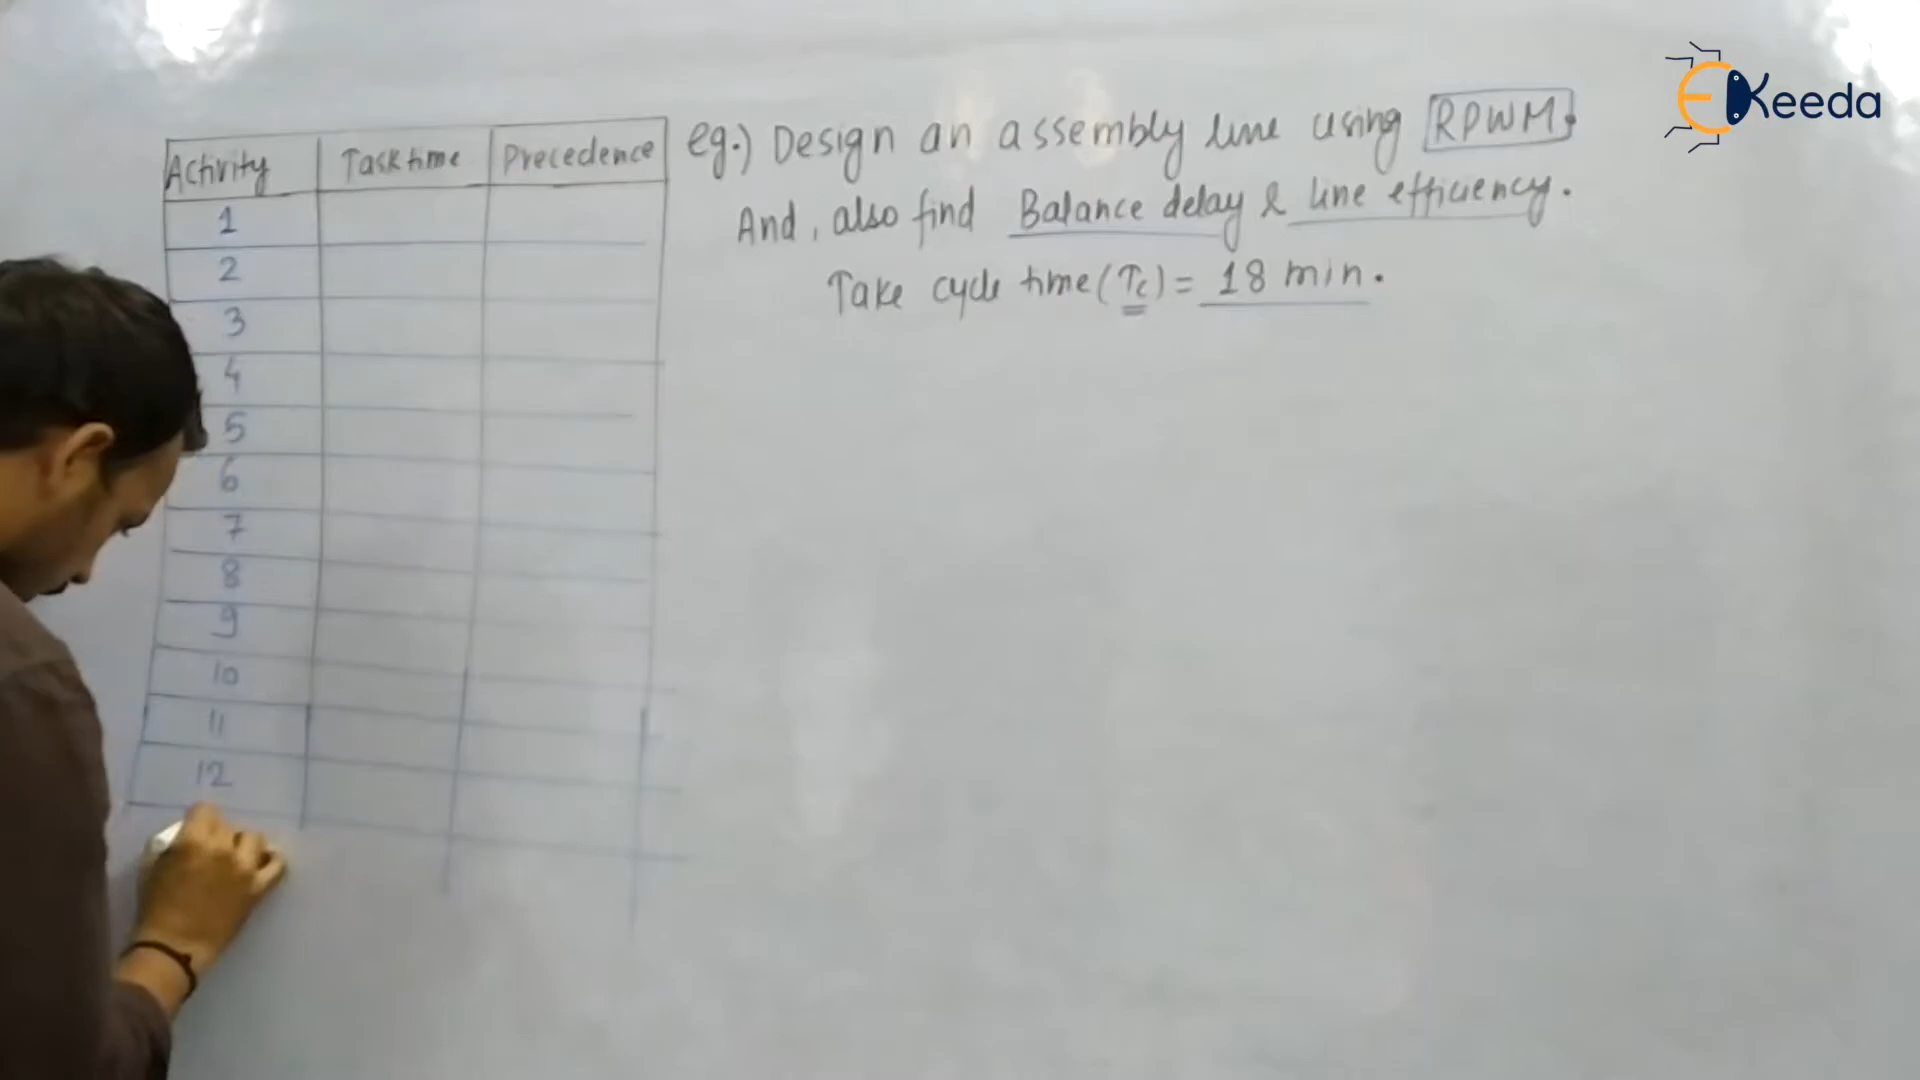 Activity Task time Precedence
1
2
3
4
5
6
7
8
9
10
11
12
eg.) Design an assembly line using RPWM.
And, also find Balance delay & line efficiency.
Take cycle time (Tc) = 18 min.
EKeeda